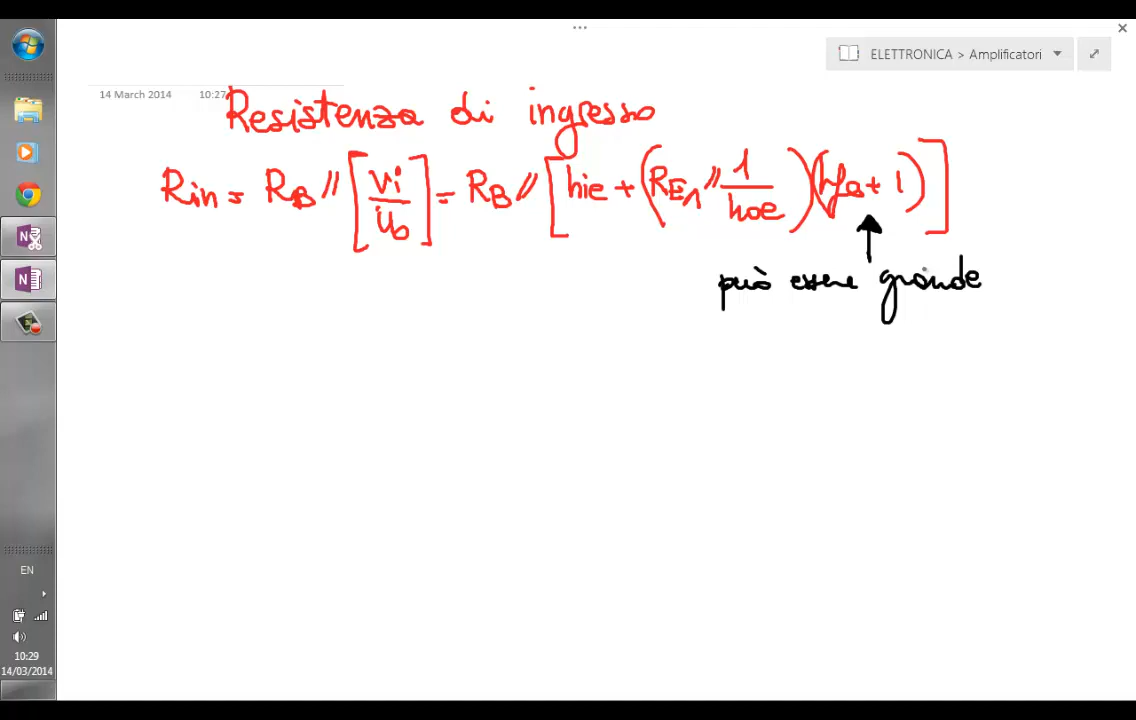 ELETTRONICA > Amplificatori
14 March 2014 10:27
Resistenza di ingresso
Rin = RB // [vi / ib] = RB // [hie + (RE1 // 1/hoe)(hfe + 1)]
può essere grande
EN
10:29
14/03/2014